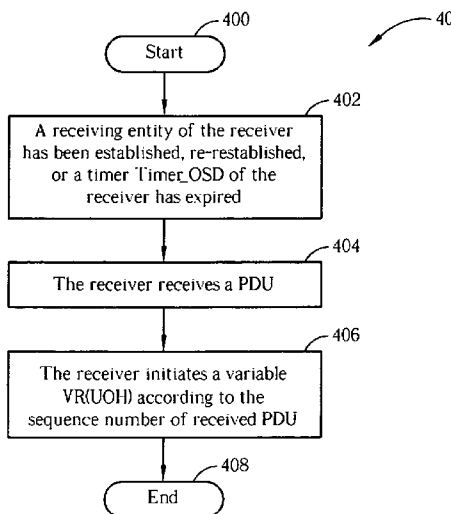 400
40
Start
402
A receiving entity of the receiver
has been established, re-restablished,
or a timer Timer_OSD of the
receiver has expired
404
The receiver receives a PDU
406
The receiver initiates a variable
VR(UOH) according to the
sequence number of received PDU
408
End